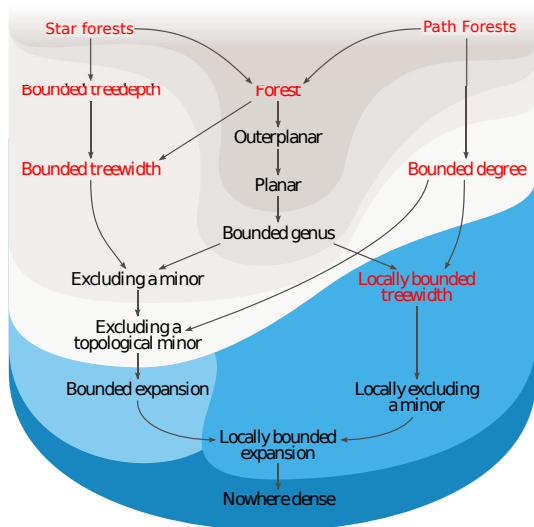 Star forests
Path Forests
Bounded treedepth
Forest
Outerplanar
Bounded treewidth
Planar
Bounded degree
Bounded genus
Excluding a minor
Locally bounded
treewidth
Excluding a
topological minor
Bounded expansion
Locally excluding
a minor
Locally bounded
expansion
Nowhere dense